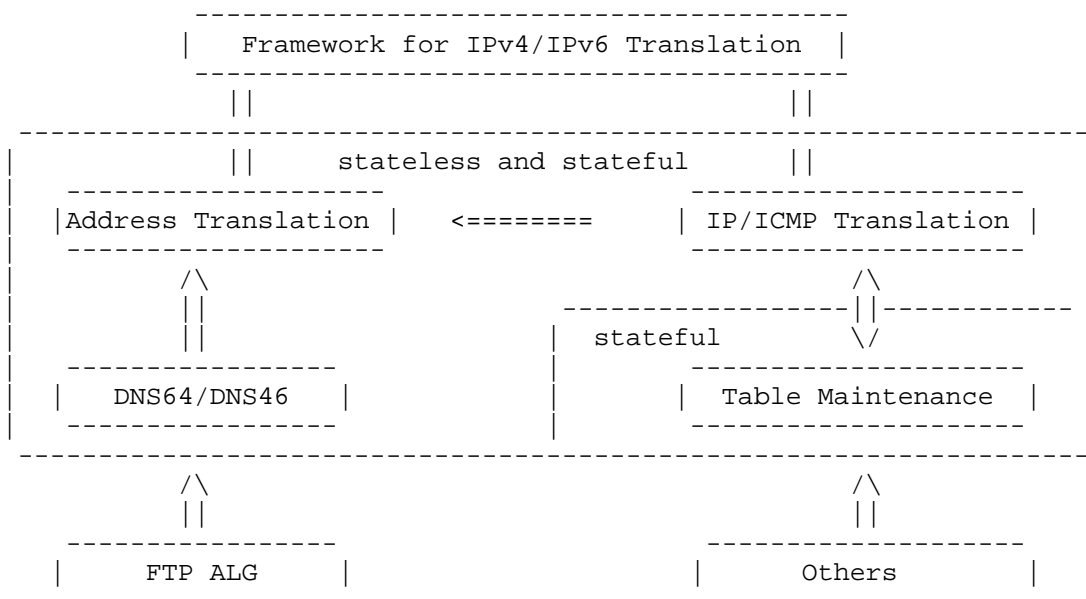 Framework for IPv4/IPv6 Translation
stateless and stateful
Address Translation <======== IP/ICMP Translation
stateful
DNS64/DNS46 Table Maintenance
FTP ALG Others